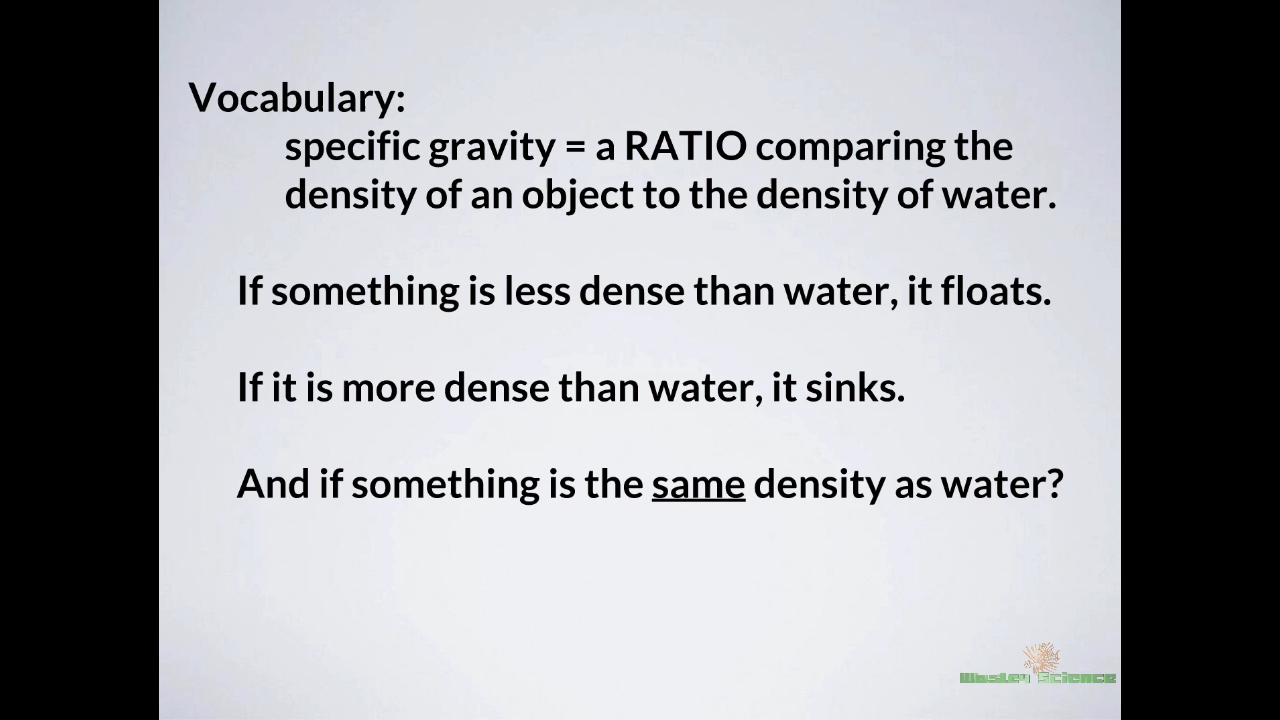 Vocabulary:
specific gravity = a RATIO comparing the
density of an object to the density of water.
If something is less dense than water, it floats.
If it is more dense than water, it sinks.
And if something is the same density as water?
Science